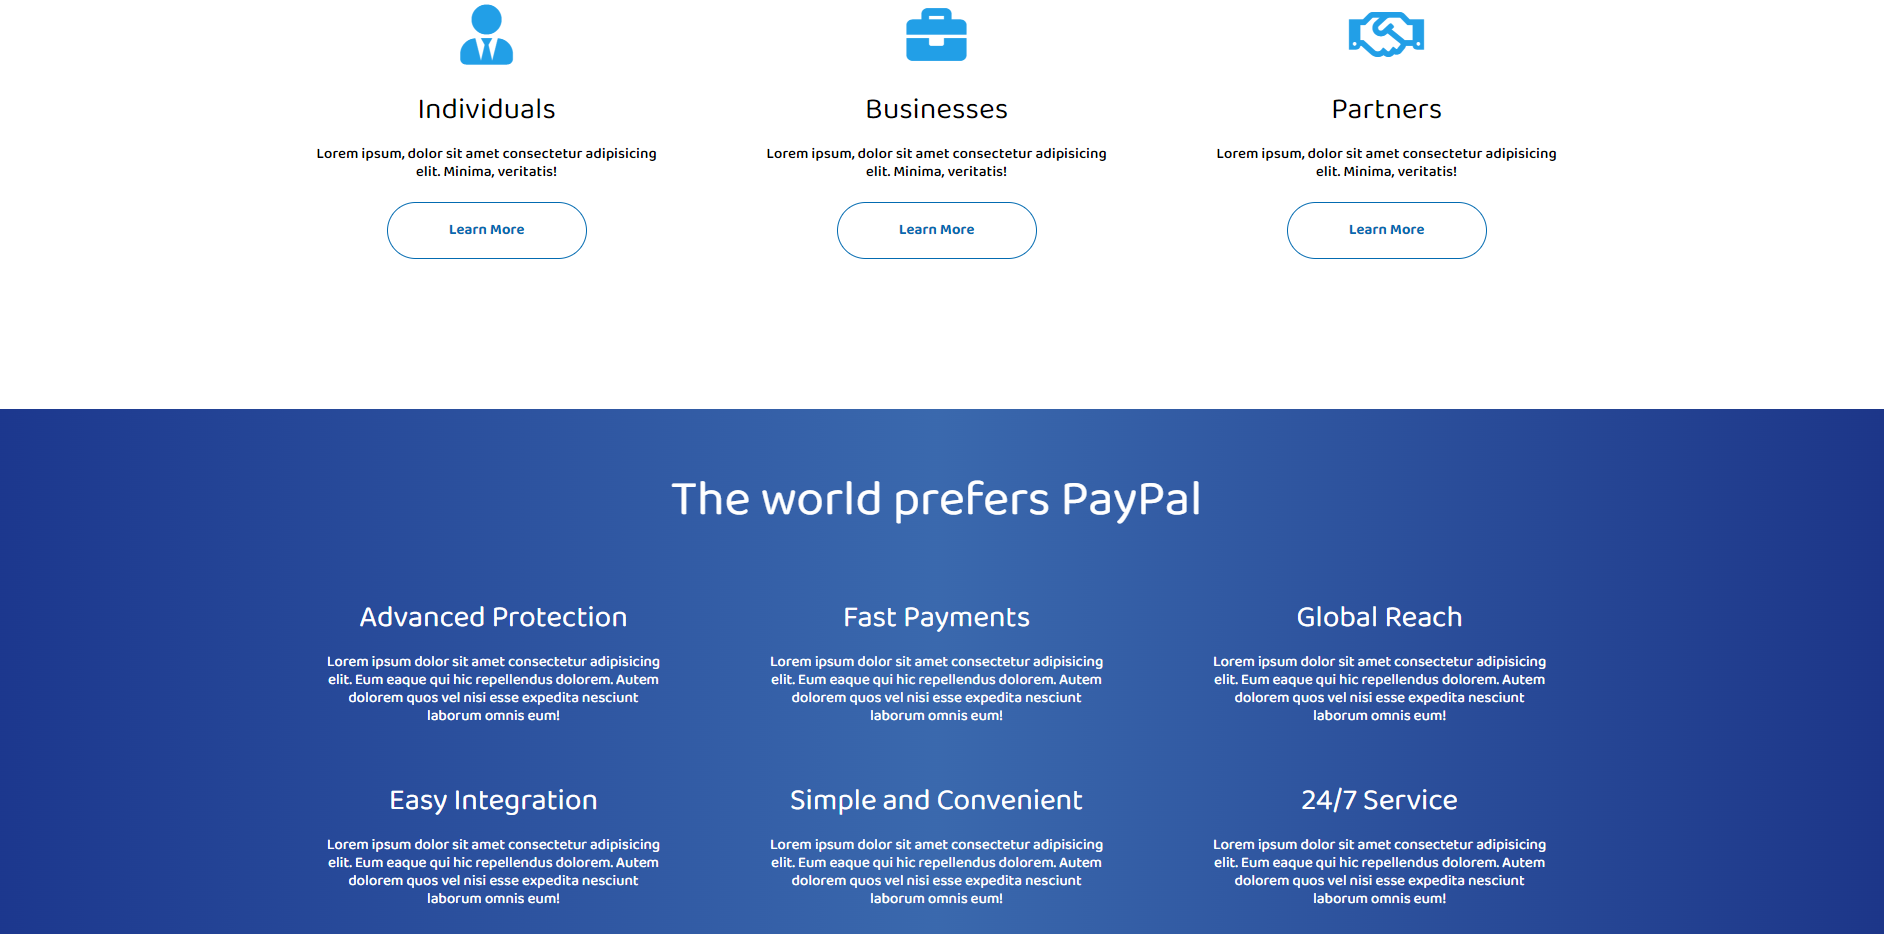 Individuals
Lorem ipsum, dolor sit amet consectetur adipisicing
elit. Minima, veritatis!
Learn More
Businesses
Lorem ipsum, dolor sit amet consectetur adipisicing
elit. Minima, veritatis!
Learn More
Partners
Lorem ipsum, dolor sit amet consectetur adipisicing
elit. Minima, veritatis!
Learn More
The world prefers PayPal
Advanced Protection
Lorem ipsum dolor sit amet consectetur adipisicing
elit. Eum eaque qui hic repellendus dolorem. Autem
dolorem quos vel nisi esse expedita nesciunt
laborum omnis eum!
Fast Payments
Lorem ipsum dolor sit amet consectetur adipisicing
elit. Eum eaque qui hic repellendus dolorem. Autem
dolorem quos vel nisi esse expedita nesciunt
laborum omnis eum!
Global Reach
Lorem ipsum dolor sit amet consectetur adipisicing
elit. Eum eaque qui hic repellendus dolorem. Autem
dolorem quos vel nisi esse expedita nesciunt
laborum omnis eum!
Easy Integration
Lorem ipsum dolor sit amet consectetur adipisicing
elit. Eum eaque qui hic repellendus dolorem. Autem
dolorem quos vel nisi esse expedita nesciunt
laborum omnis eum!
Simple and Convenient
Lorem ipsum dolor sit amet consectetur adipisicing
elit. Eum eaque qui hic repellendus dolorem. Autem
dolorem quos vel nisi esse expedita nesciunt
laborum omnis eum!
24/7 Service
Lorem ipsum dolor sit amet consectetur adipisicing
elit. Eum eaque qui hic repellendus dolorem. Autem
dolorem quos vel nisi esse expedita nesciunt
laborum omnis eum!